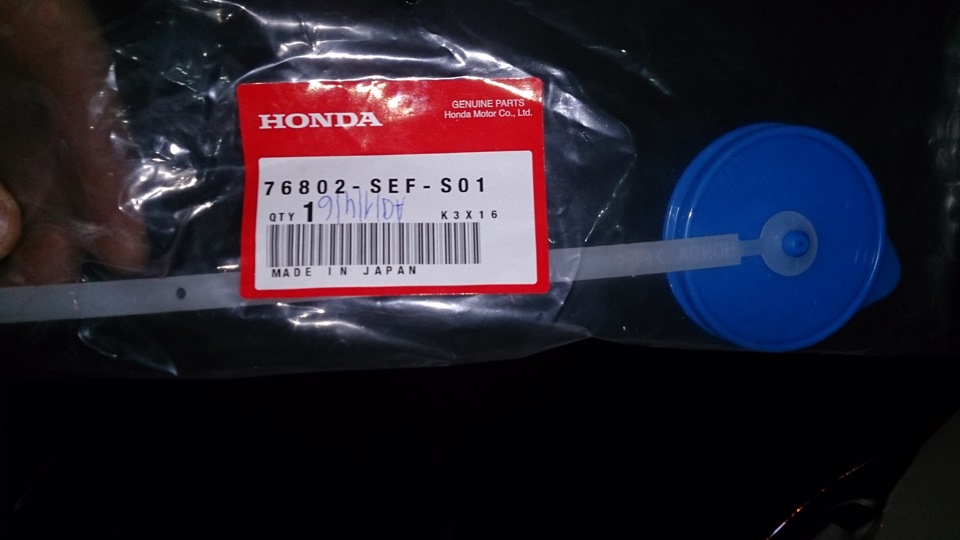 HONDA
GENUINE PARTS
Honda Motor Co., Ltd.
76802-SEF-S01
QTY 1 K3X16
MADE IN JAPAN